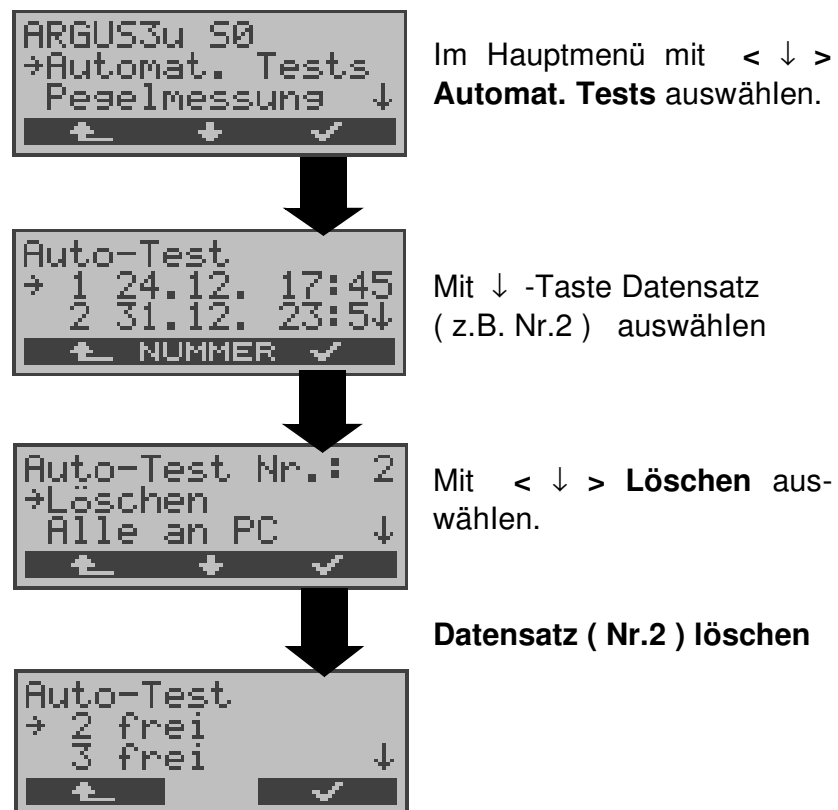 ARGUS3u S0
→Automat. Tests
Pegelmessung ↓
Im Hauptmenü mit < ↓ >
Automat. Tests auswählen.
Auto-Test
→ 1 24.12. 17:45
2 31.12. 23:5↓
NUMMER
Mit ↓ -Taste Datensatz
( z.B. Nr.2 ) auswählen
Auto-Test Nr.: 2
→Löschen
Alle an PC ↓
Mit < ↓ > Löschen aus-
wählen.
Datensatz ( Nr.2 ) löschen
Auto-Test
→ 2 frei
3 frei ↓